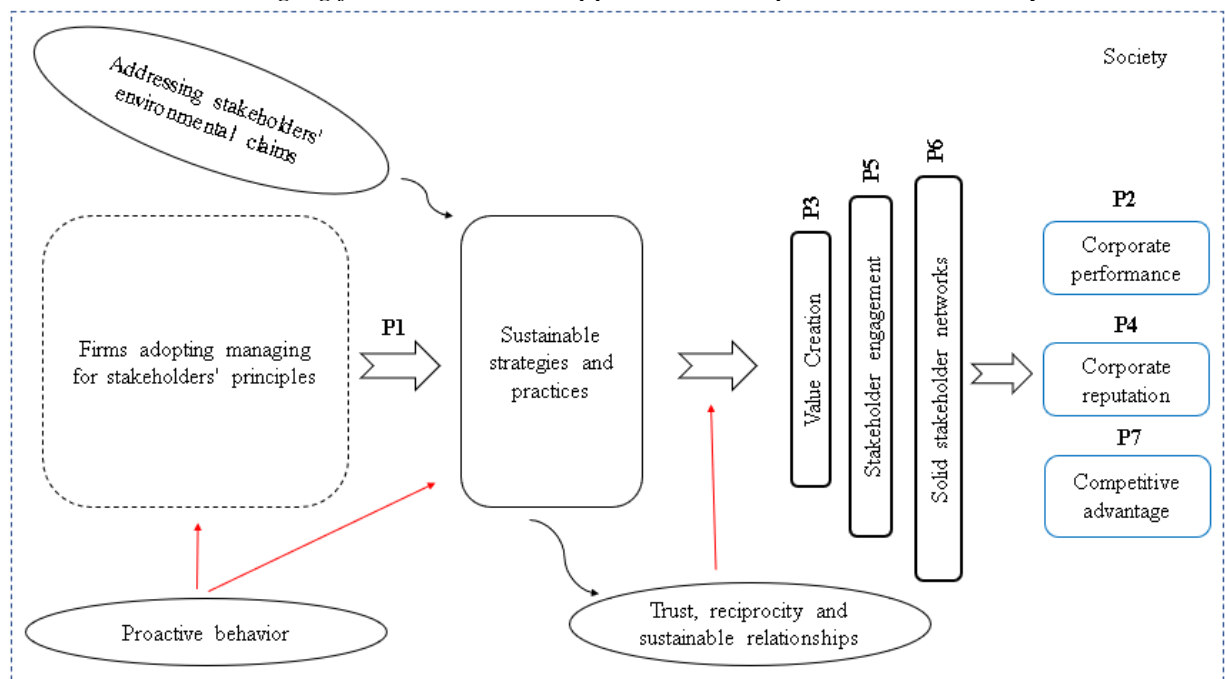 Society
Addressing stakeholders'
environmental claims
Firms adopting managing
for stakeholders' principles
P1
Sustainable
strategies and
practices
P3
Value Creation
P5
Stakeholder engagement
P6
Solid stakeholder networks
P2
Corporate
performance
P4
Corporate
reputation
P7
Competitive
advantage
Proactive behavior
Trust, reciprocity and
sustainable relationships